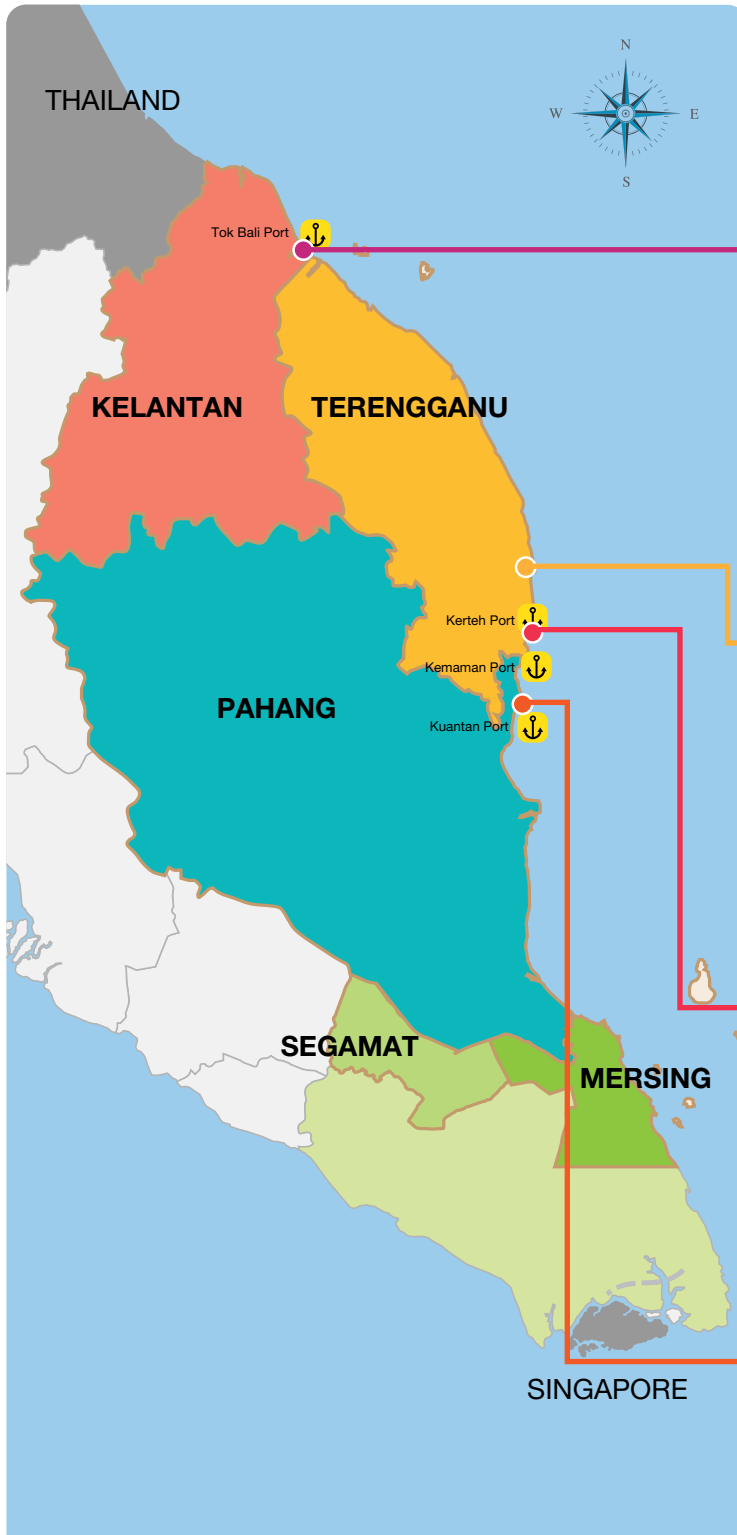 N
THAILAND
W
E
S
Tok Bali Port
KELANTAN
TERENGGANU
Kerteh Port
Kemaman Port
PAHANG
Kuantan Port
SEGAMAT
MERSING
SINGAPORE